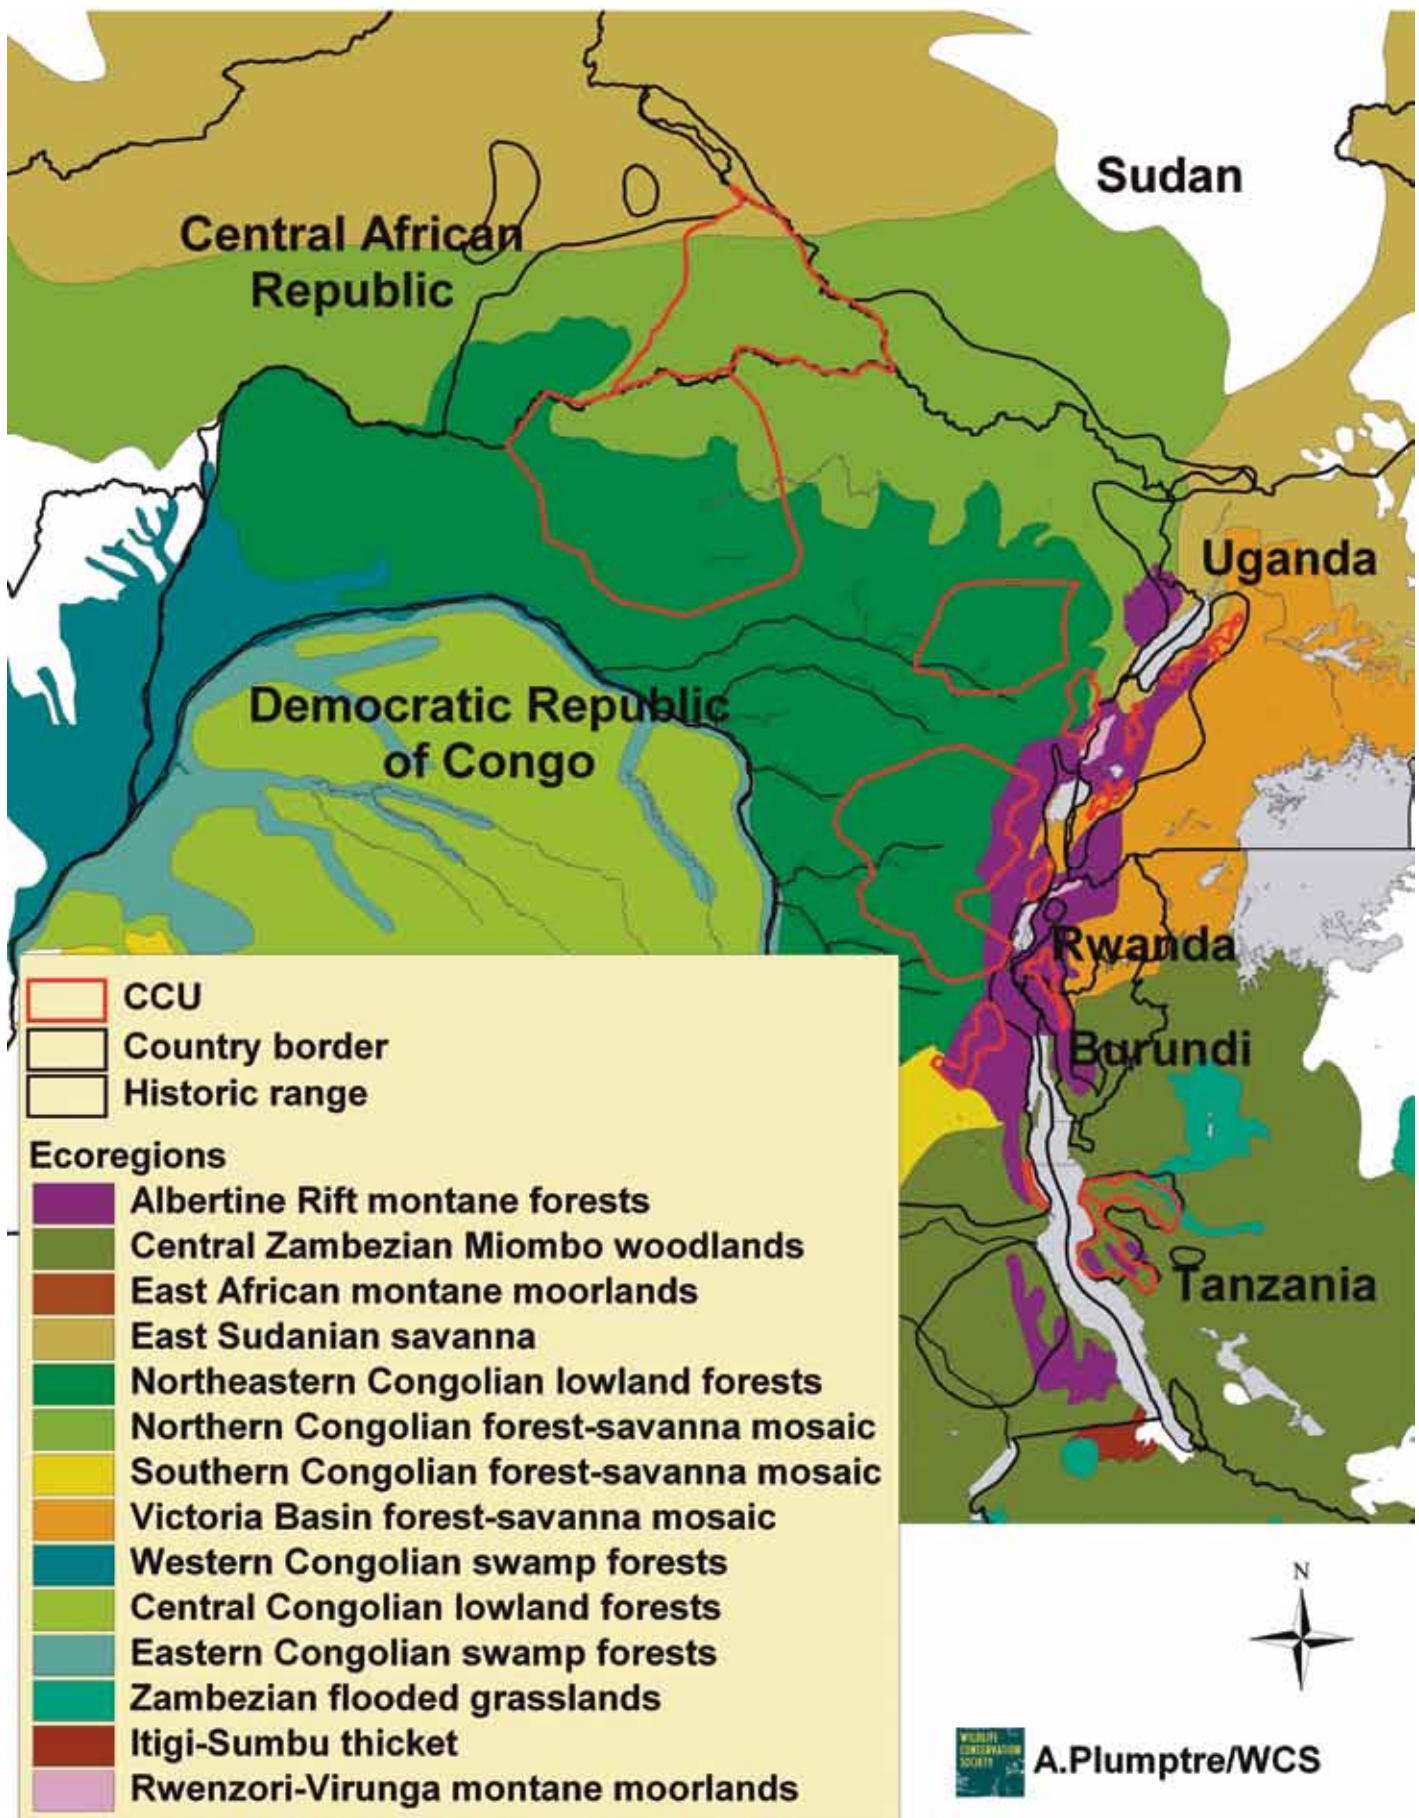 Sudan
Central African
Republic
Uganda
Democratic Republic
of Congo
Rwanda
Burundi
Tanzania
CCU
Country border
Historic range
Ecoregions
Albertine Rift montane forests
Central Zambezian Miombo woodlands
East African montane moorlands
East Sudanian savanna
Northeastern Congolian lowland forests
Northern Congolian forest-savanna mosaic
Southern Congolian forest-savanna mosaic
Victoria Basin forest-savanna mosaic
Western Congolian swamp forests
Central Congolian lowland forests
Eastern Congolian swamp forests
Zambezian flooded grasslands
Itigi-Sumbu thicket
Rwenzori-Virunga montane moorlands
N
WILDLIFE
CONSERVATION
SOCIETY
A.Plumptre/WCS